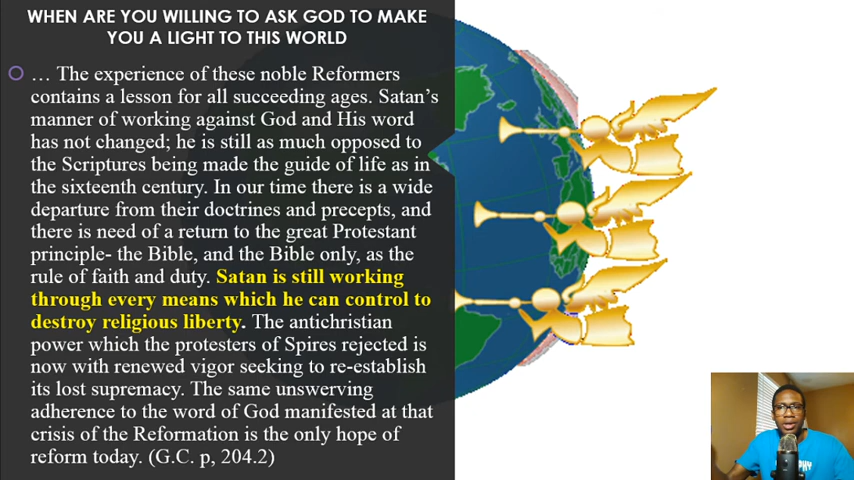 WHEN ARE YOU WILLING TO ASK GOD TO MAKE
YOU A LIGHT TO THIS WORLD
… The experience of these noble Reformers
contains a lesson for all succeeding ages. Satan's
manner of working against God and His word
has not changed; he is still as much opposed to
the Scriptures being made the guide of life as in
the sixteenth century. In our time there is a wide
departure from their doctrines and precepts, and
there is need of a return to the great Protestant
principle- the Bible, and the Bible only, as the
rule of faith and duty. Satan is still working
through every means which he can control to
destroy religious liberty. The antichristian
power which the protesters of Spires rejected is
now with renewed vigor seeking to re-establish
its lost supremacy. The same unswerving
adherence to the word of God manifested at that
crisis of the Reformation is the only hope of
reform today. (G.C. p, 204.2)